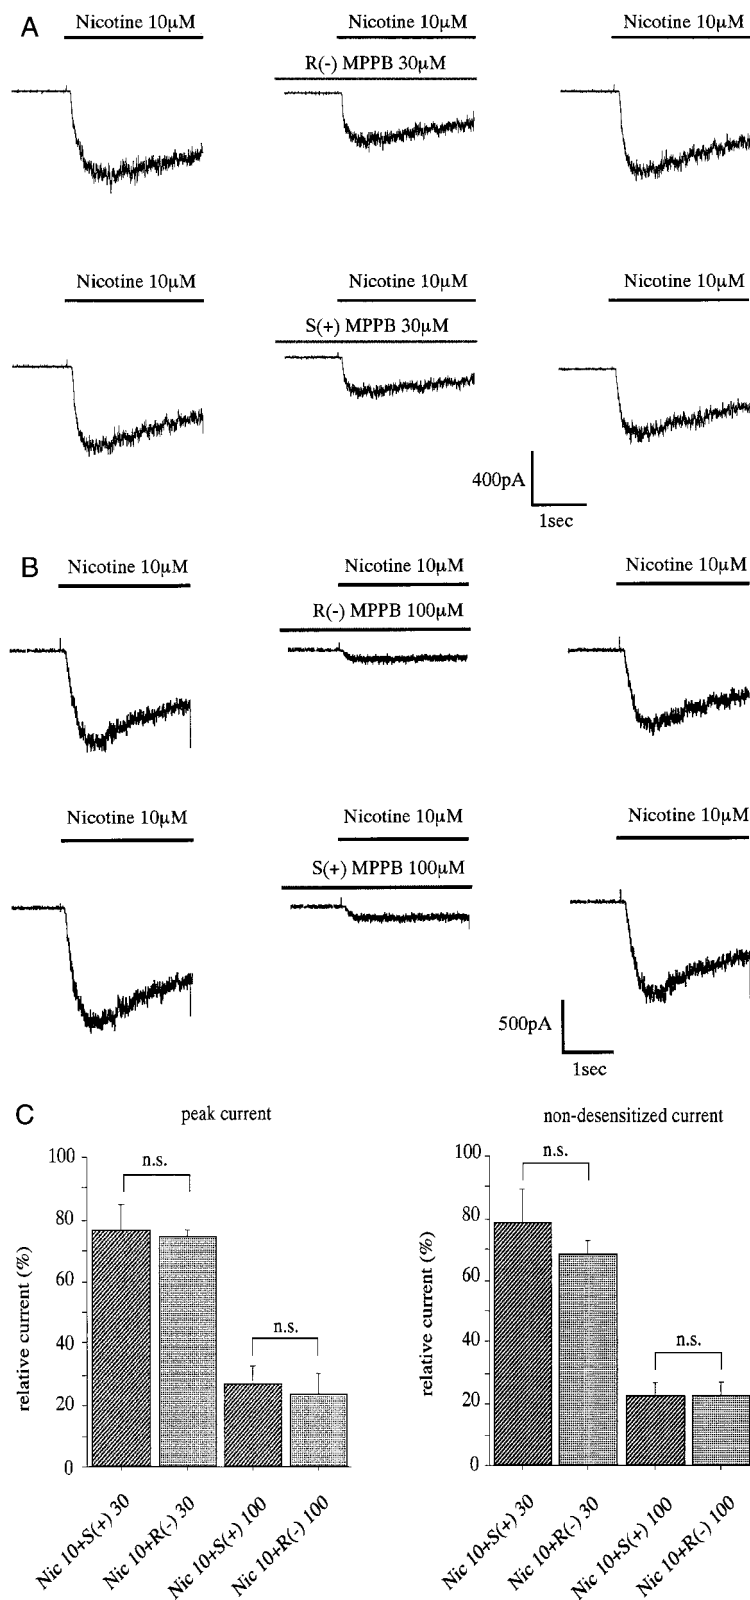 A
Nicotine 10μM
Nicotine 10μM
Nicotine 10μM
R(-) MPPB 30μM
Nicotine 10μM
Nicotine 10μM
Nicotine 10μM
S(+) MPPB 30μM
400pA
1sec
B
Nicotine 10μM
Nicotine 10μM
Nicotine 10μM
R(-) MPPB 100μM
Nicotine 10μM
Nicotine 10μM
Nicotine 10μM
S(+) MPPB 100μM
500pA
1sec
C
peak current
relative current (%)
100
80
60
40
20
0
n.s.
n.s.
Nic 10+S(+) 30
Nic 10+R(-) 30
Nic 10+S(+) 100
Nic 10+R(-) 100
non-desensitized current
relative current (%)
100
80
60
40
20
0
n.s.
n.s.
Nic 10+S(+) 30
Nic 10+R(-) 30
Nic 10+S(+) 100
Nic 10+R(-) 100